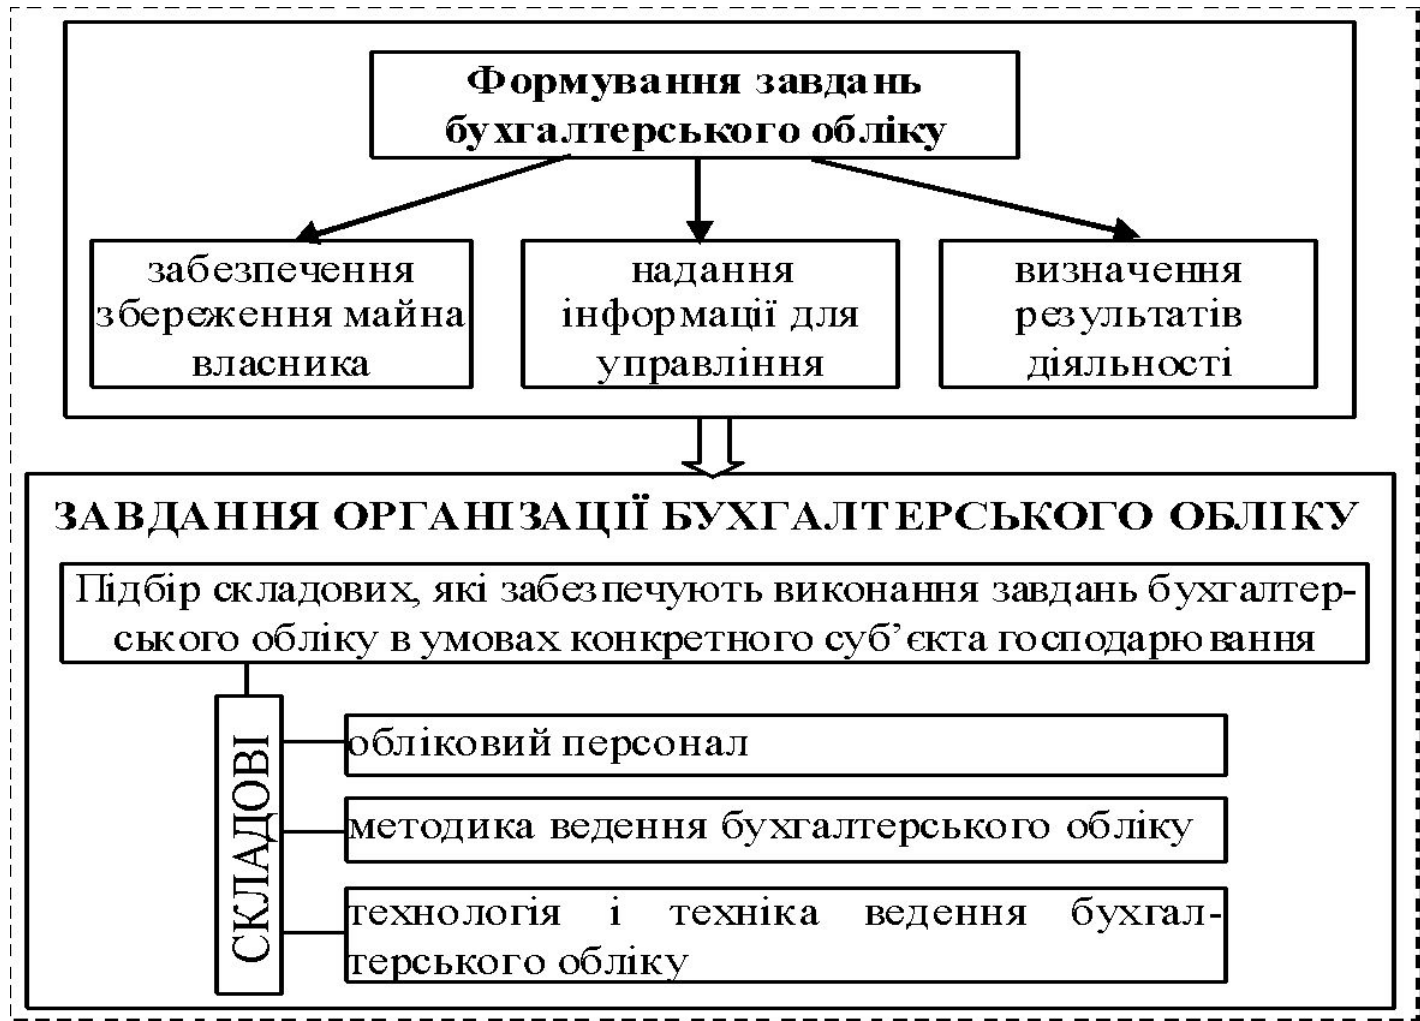 Формування завдань
бухгалтерського обліку
забезпечення
збереження майна
власника
надання
інформації для
управління
визначення
результатів
діяльності
ЗАВДАННЯ ОРГАНІЗАЦІЇ БУХГАЛТЕРСЬКОГО ОБЛІКУ
Підбір складових, які забезпечують виконання завдань бухгалтер-
ського обліку в умовах конкретного суб’єкта господарювання
СКЛАДОВІ
обліковий персонал
методика ведення бухгалтерського обліку
технологія і техніка ведення бухгал-
терського обліку